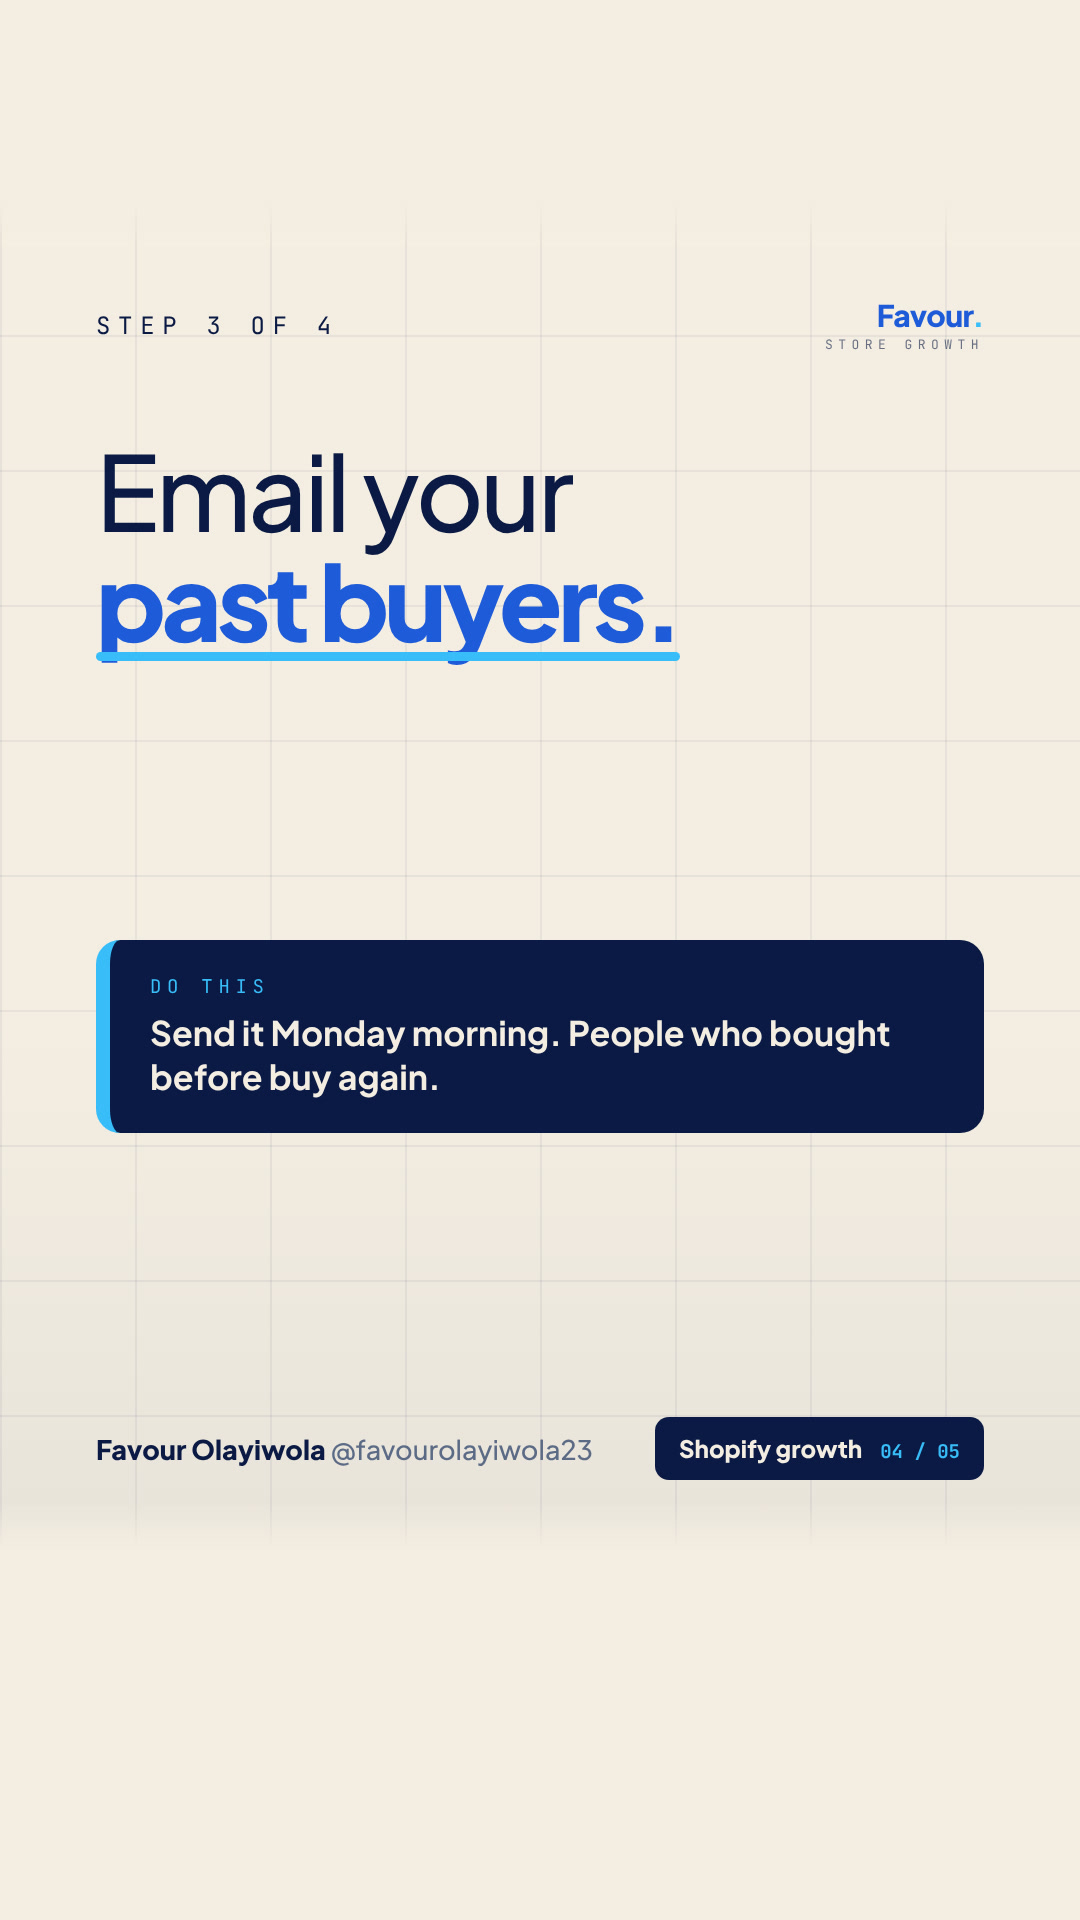 STEP 3 OF 4
Favour.
STORE GROWTH
Email your
past buyers.
DO THIS
Send it Monday morning. People who bought
before buy again.
Favour Olayiwola @favourolayiwola23
Shopify growth 04 / 05